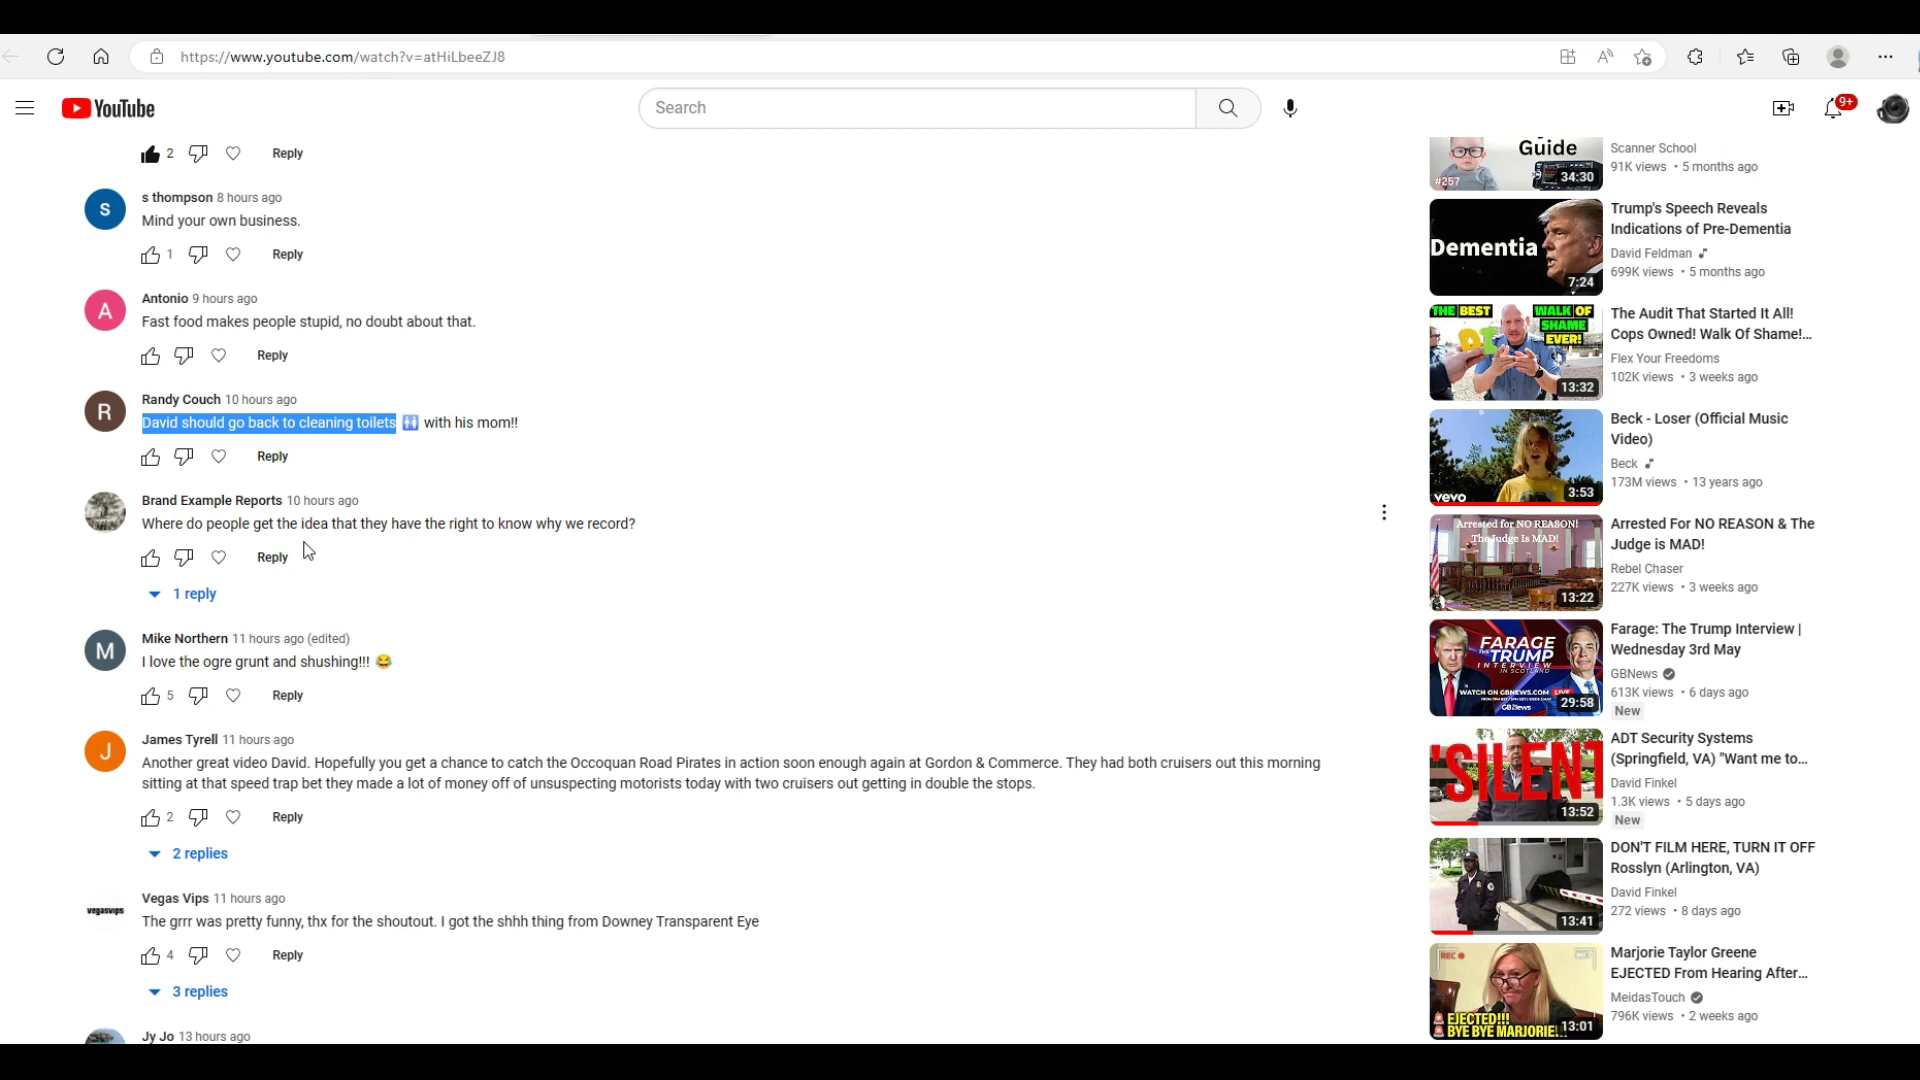 https://www.youtube.com/watch?v=atHiLbeeZJ8
YouTube
Search
9+
2
Reply
S
s thompson 8 hours ago
Mind your own business.
1
Reply
A
Antonio 9 hours ago
Fast food makes people stupid, no doubt about that.
Reply
R
Randy Couch 10 hours ago
David should go back to cleaning toilets 🚻 with his mom!!
Reply
Brand Example Reports 10 hours ago
Where do people get the idea that they have the right to know why we record?
Reply
1 reply
M
Mike Northern 11 hours ago (edited)
I love the ogre grunt and shushing!!! 😂
5
Reply
J
James Tyrell 11 hours ago
Another great video David. Hopefully you get a chance to catch the Occoquan Road Pirates in action soon enough again at Gordon & Commerce. They had both cruisers out this morning
sitting at that speed trap bet they made a lot of money off of unsuspecting motorists today with two cruisers out getting in double the stops.
2
Reply
2 replies
vegasvips
Vegas Vips 11 hours ago
The grrr was pretty funny, thx for the shoutout. I got the shhh thing from Downey Transparent Eye
4
Reply
3 replies
Jy Jo 13 hours ago
Guide
#257
34:30
Scanner School
91K views • 5 months ago
Dementia
7:24
Trump's Speech Reveals
Indications of Pre-Dementia
David Feldman
699K views • 5 months ago
THE BEST
WALK OF
SHAME
EVER!
13:32
The Audit That Started It All!
Cops Owned! Walk Of Shame!...
Flex Your Freedoms
102K views • 3 weeks ago
vevo
3:53
Beck - Loser (Official Music
Video)
Beck
173M views • 13 years ago
Arrested for NO REASON!
The Judge Is MAD!
13:22
Arrested For NO REASON & The
Judge is MAD!
Rebel Chaser
227K views • 3 weeks ago
FARAGE
THE TRUMP
INTERVIEW
IN SCOTLAND
WATCH ON GBNEWS.COM LIVE
GBNews
29:58
Farage: The Trump Interview |
Wednesday 3rd May
GBNews
613K views • 6 days ago
New
'SILENT
13:52
ADT Security Systems
(Springfield, VA) "Want me to...
David Finkel
1.3K views • 5 days ago
New
13:41
DON'T FILM HERE, TURN IT OFF
Rosslyn (Arlington, VA)
David Finkel
272 views • 8 days ago
REC
EJECTED!!!
BYE BYE MARJORIE!
13:01
Marjorie Taylor Greene
EJECTED From Hearing After...
MeidasTouch
796K views • 2 weeks ago